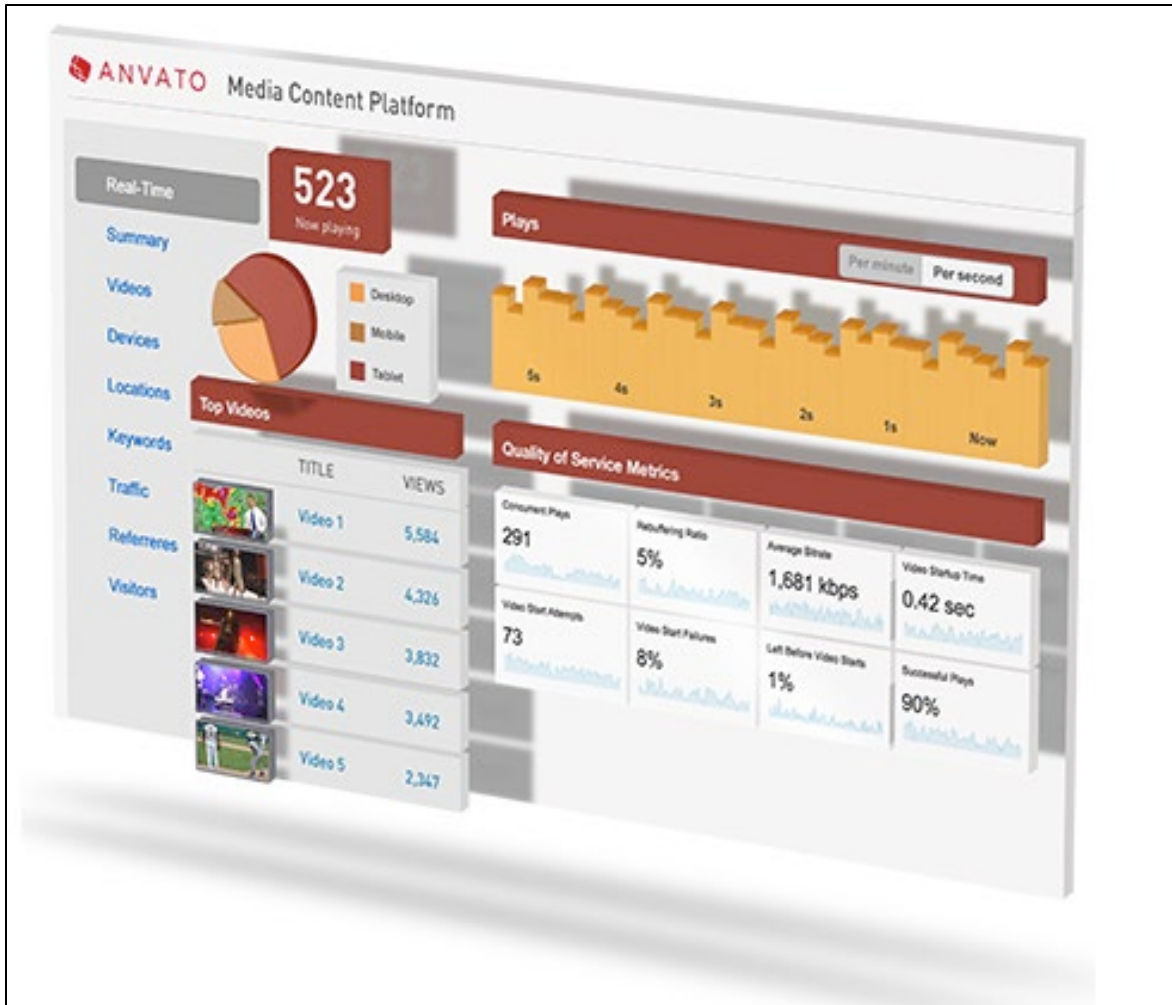 ANVATO Media Content Platform
Real-Time
Summary
Videos
Devices
Locations
Keywords
Traffic
Referreres
Visitors
523
Now playing
Desktop
Mobile
Tablet
Top Videos
TITLE VIEWS
Video 1 5,584
Video 2 4,326
Video 3 3,832
Video 4 3,492
Video 5 2,347
Plays
Per minute Per second
5s 4s 3s 2s 1s Now
Quality of Service Metrics
Concurrent Plays
291
Rebuffering Ratio
5%
Average Bitrate
1,681 kbps
Video Startup Time
0.42 sec
Video Start Attempts
73
Video Start Failures
8%
Left Before Video Starts
1%
Successful Plays
90%